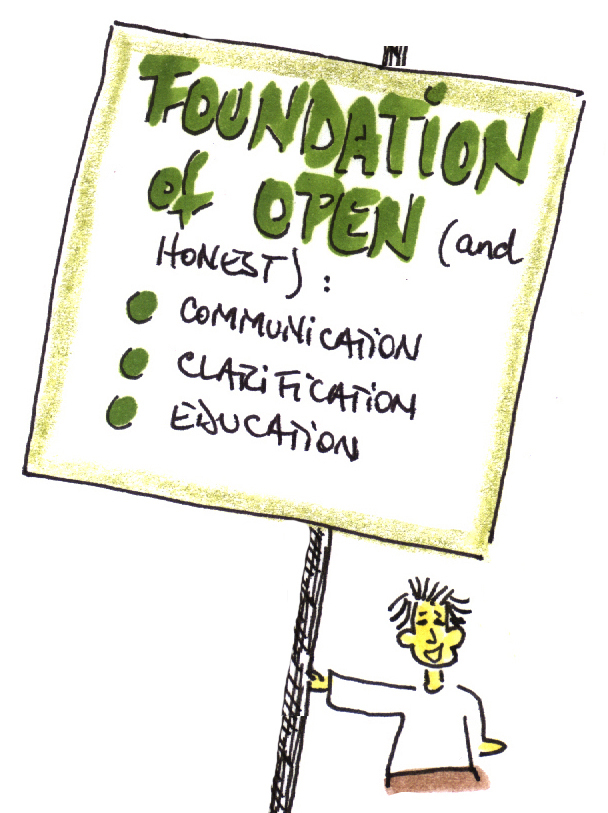 FOUNDATION
of OPEN (and
HONEST) :
COMMUNICATION
CLARIFICATION
EDUCATION